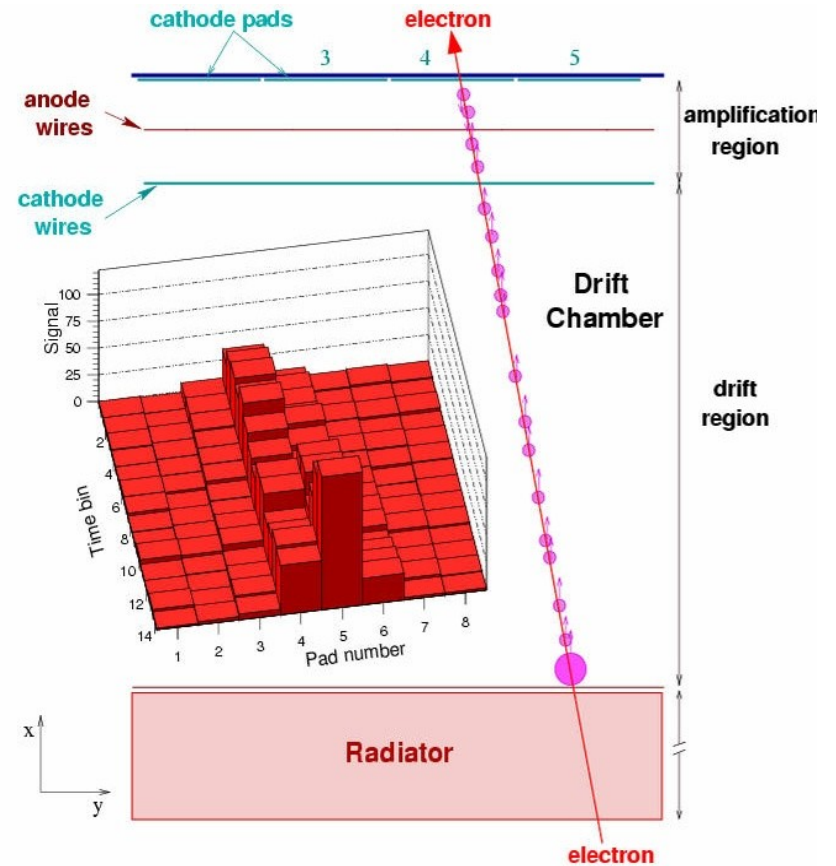 cathode pads
electron
3
4
5
anode
wires
amplification
region
cathode
wires
Drift
Chamber
drift
region
Signal
100
75
50
25
0
Time bin
2
4
6
8
10
12
14
1
2
3
4
5
6
7
8
Pad number
Radiator
x
y
electron